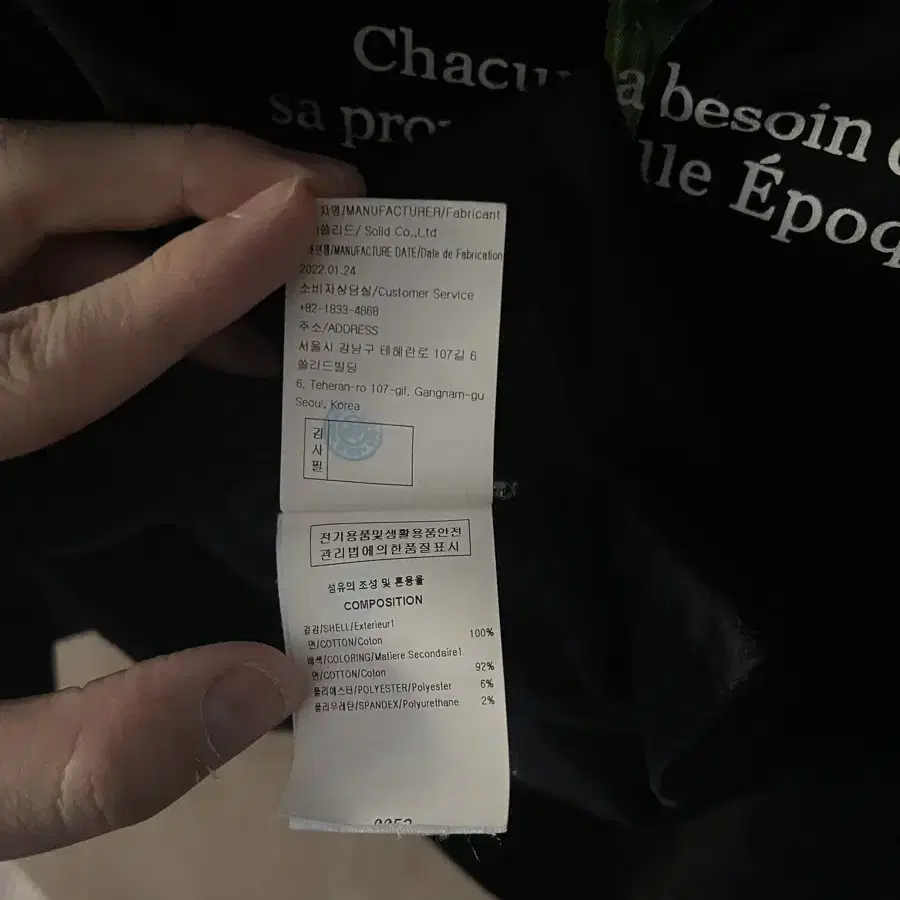 Chacu
a besoin
sa pro
lle Époq
자명/MANUFACTURER/Fabricant
)쏠리드/ Solid Co.,Ltd
/MANUFACTURE DATE/Date de Fabrication
2022.01.24
소비자상담실/Customer Service
+82-1833-4868
주소/ADDRESS
서울시 강남구 테헤란로 107길 6
쏠리드빌딩
6, Teheran-ro 107-gil, Gangnam-gu
Seoul, Korea
검사필
전기용품및생활용품안전
관리법에의한품질표시
섬유의 조성 및 혼용율
COMPOSITION
겉감/SHELL/Exterieur1
면/COTTON/Coton 100%
배색/COLORING/Matiere Secondaire1
면/COTTON/Coton 92%
폴리에스터/POLYESTER/Polyester 6%
폴리우레탄/SPANDEX/Polyurethane 2%